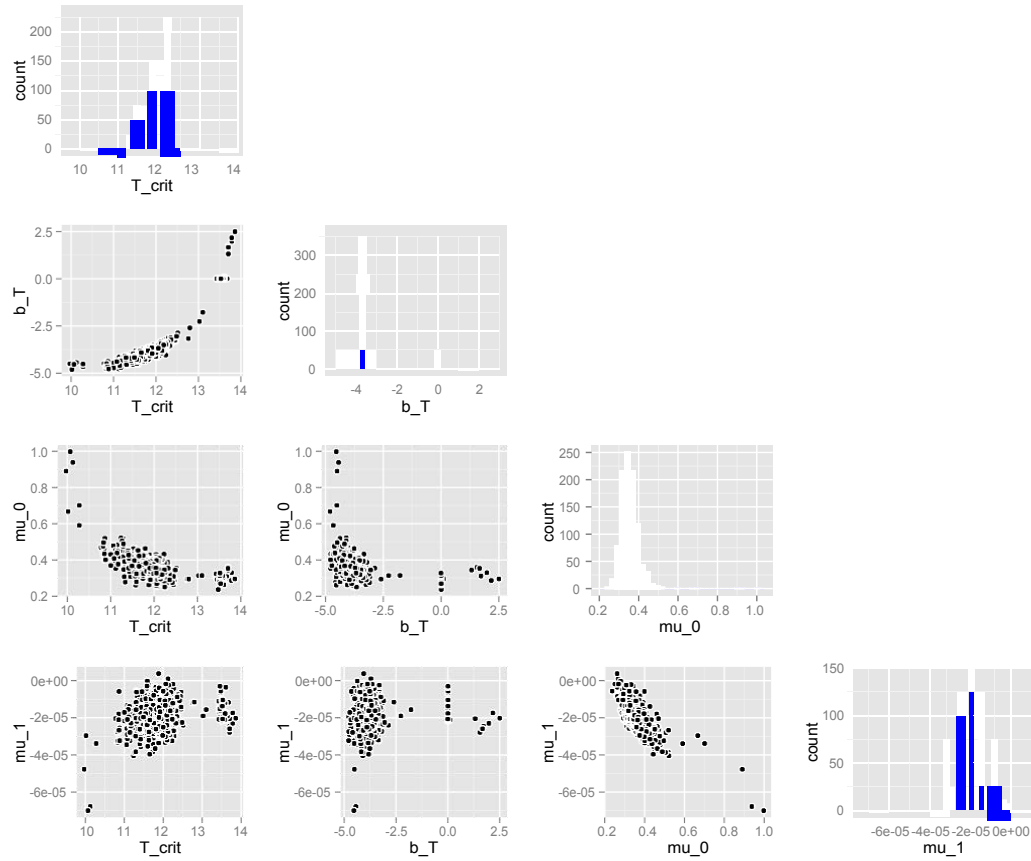 200
150
count
100
50
0
10 11 12 13 14
T_crit
2.5
0.0
b_T
-2.5
-5.0
10 11 12 13 14
T_crit
300
200
count
100
0
-4 -2 0 2
b_T
1.0
0.8
mu_0
0.6
0.4
0.2
10 11 12 13 14
T_crit
1.0
0.8
mu_0
0.6
0.4
0.2
-5.0 -2.5 0.0 2.5
b_T
250
200
150
count
100
50
0
0.2 0.4 0.6 0.8 1.0
mu_0
0e+00
-2e-05
mu_1
-4e-05
-6e-05
10 11 12 13 14
T_crit
0e+00
-2e-05
mu_1
-4e-05
-6e-05
-5.0 -2.5 0.0 2.5
b_T
0e+00
-2e-05
mu_1
-4e-05
-6e-05
0.2 0.4 0.6 0.8 1.0
mu_0
150
100
count
50
0
-6e-05 -4e-05 -2e-05 0e+00
mu_1